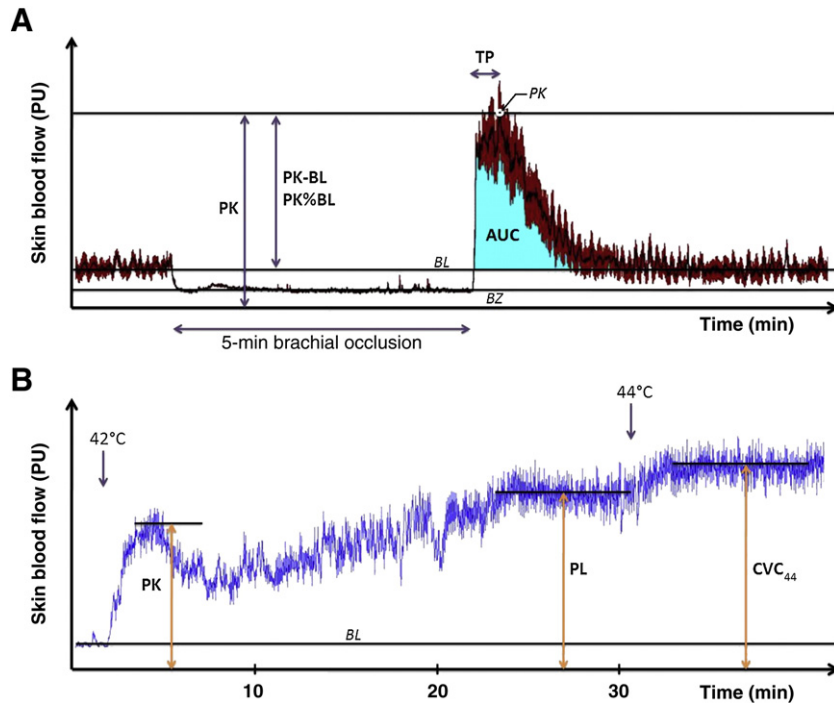 A
Skin blood flow (PU)
TP
PK
PK-BL
PK%BL
PK
AUC
BL
BZ
Time (min)
5-min brachial occlusion
B
Skin blood flow (PU)
42°C
44°C
PK
PL
CVC44
BL
10
20
30
Time (min)